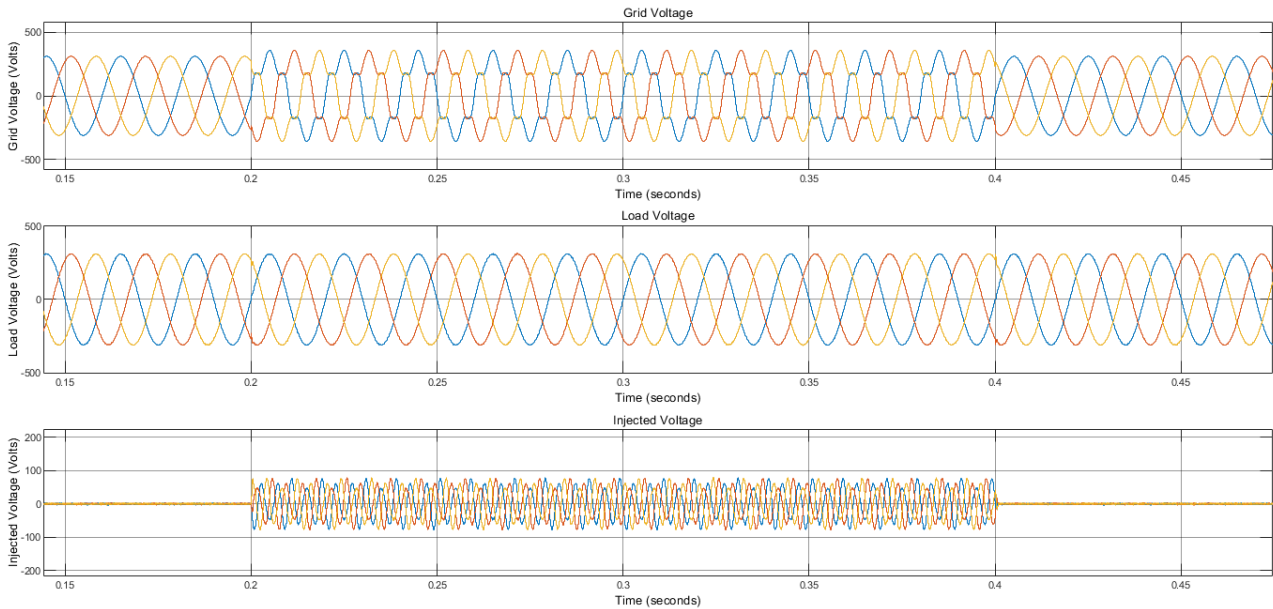 Grid Voltage
Grid Voltage (Volts)
500
0
-500
0.15 0.2 0.25 0.3 0.35 0.4 0.45
Time (seconds)
Load Voltage
Load Voltage (Volts)
500
0
-500
0.15 0.2 0.25 0.3 0.35 0.4 0.45
Time (seconds)
Injected Voltage
Injected Voltage (Volts)
200
100
0
-100
-200
0.15 0.2 0.25 0.3 0.35 0.4 0.45
Time (seconds)